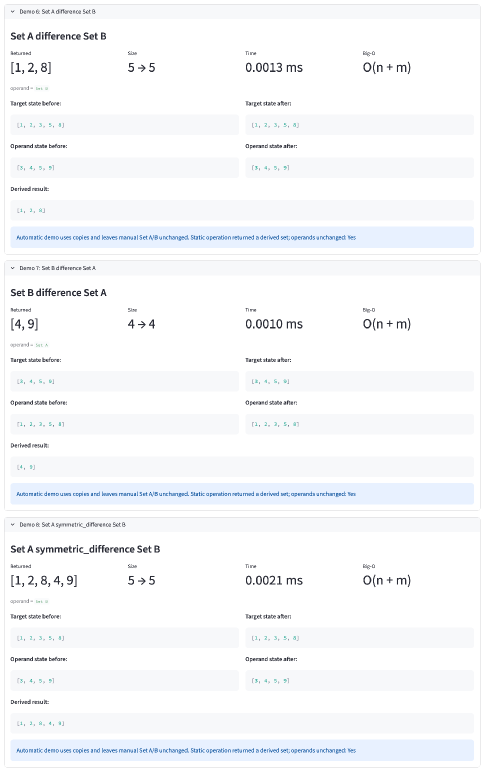 Demo 6: Set A difference Set B
Set A difference Set B
Returned Size Time Big-O
[1, 2, 8] 5 → 5 0.0013 ms O(n + m)
operand = Set B
Target state before: Target state after:
[1, 2, 3, 5, 8] [1, 2, 3, 5, 8]
Operand state before: Operand state after:
[3, 4, 5, 9] [3, 4, 5, 9]
Derived result:
[1, 2, 8]
Automatic demo uses copies and leaves manual Set A/B unchanged. Static operation returned a derived set; operands unchanged: Yes
Demo 7: Set B difference Set A
Set B difference Set A
Returned Size Time Big-O
[4, 9] 4 → 4 0.0010 ms O(n + m)
operand = Set A
Target state before: Target state after:
[3, 4, 5, 9] [3, 4, 5, 9]
Operand state before: Operand state after:
[1, 2, 3, 5, 8] [1, 2, 3, 5, 8]
Derived result:
[4, 9]
Automatic demo uses copies and leaves manual Set A/B unchanged. Static operation returned a derived set; operands unchanged: Yes
Demo 8: Set A symmetric_difference Set B
Set A symmetric_difference Set B
Returned Size Time Big-O
[1, 2, 8, 4, 9] 5 → 5 0.0021 ms O(n + m)
operand = Set B
Target state before: Target state after:
[1, 2, 3, 5, 8] [1, 2, 3, 5, 8]
Operand state before: Operand state after:
[3, 4, 5, 9] [3, 4, 5, 9]
Derived result:
[1, 2, 8, 4, 9]
Automatic demo uses copies and leaves manual Set A/B unchanged. Static operation returned a derived set; operands unchanged: Yes